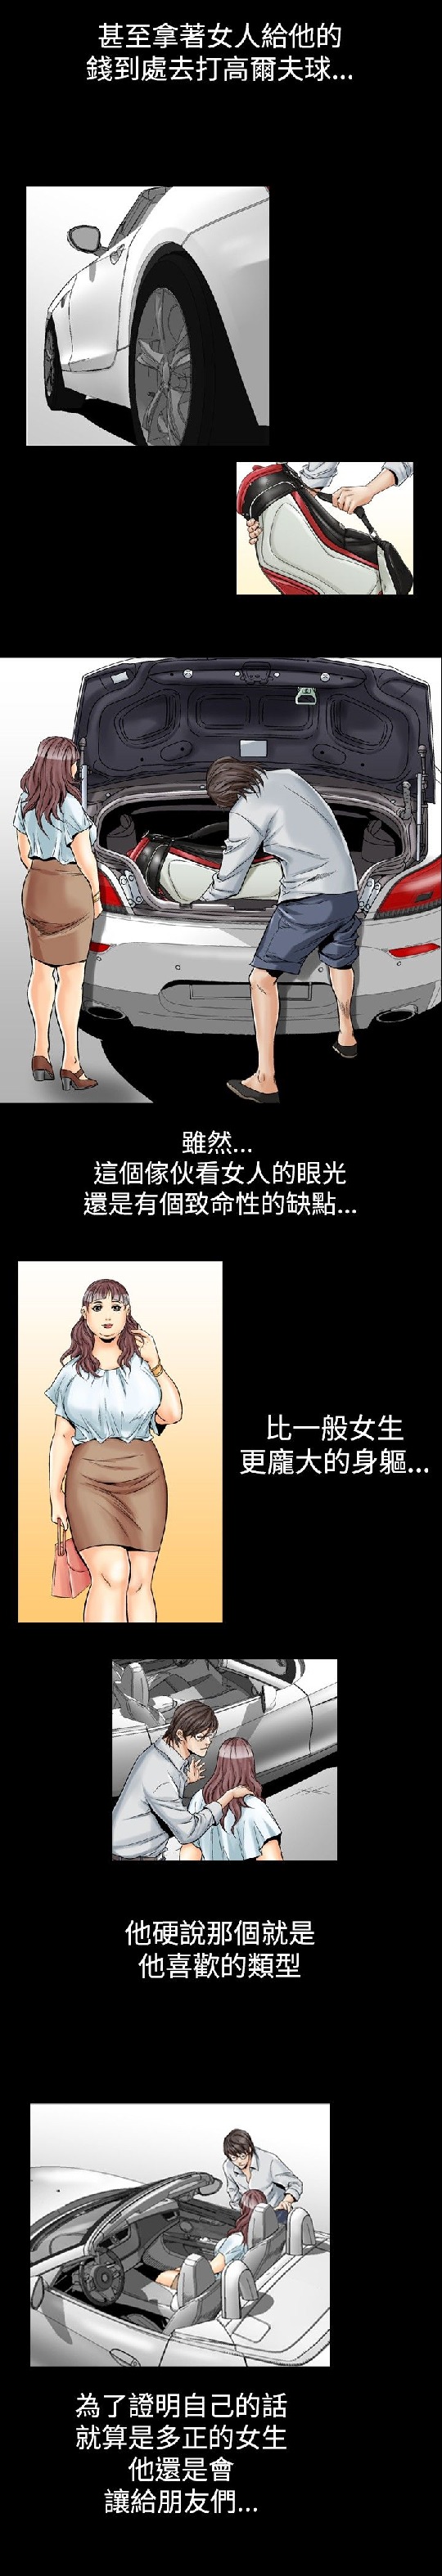 甚至拿著女人給他的
錢到處去打高爾夫球...
雖然...
這個傢伙看女人的眼光
還是有個致命性的缺點...
比一般女生
更龐大的身軀...
他硬說那個就是
他喜歡的類型
為了證明自己的話
就算是多正的女生
他還是會
讓給朋友們...